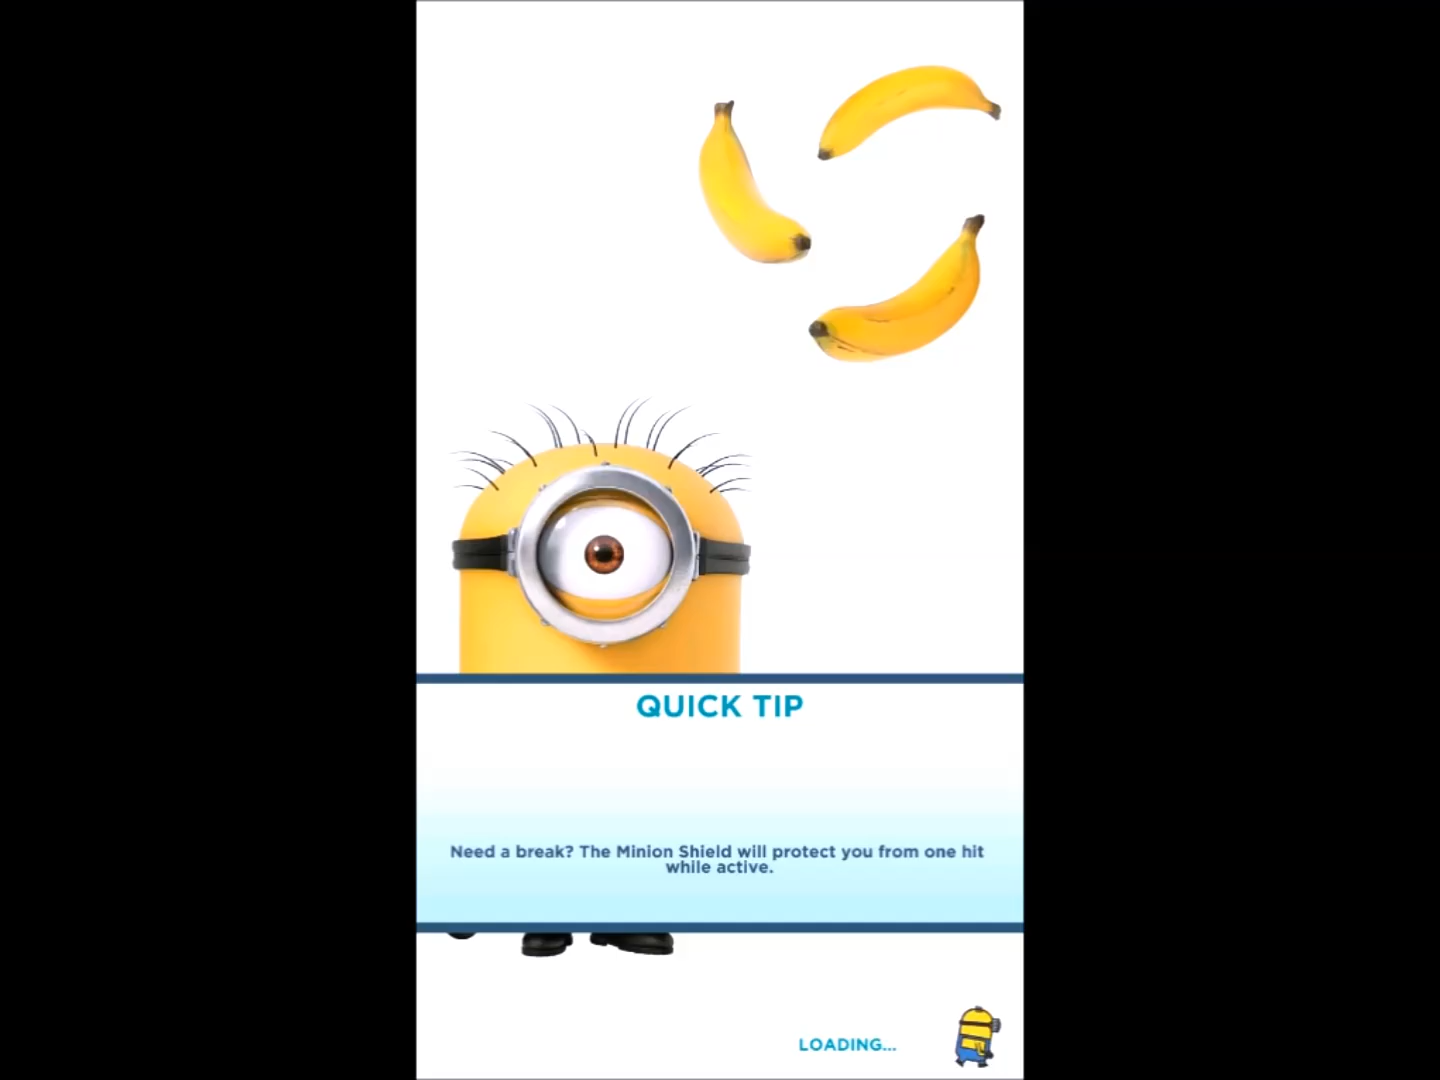 QUICK TIP
Need a break? The Minion Shield will protect you from one hit
while active.
LOADING...